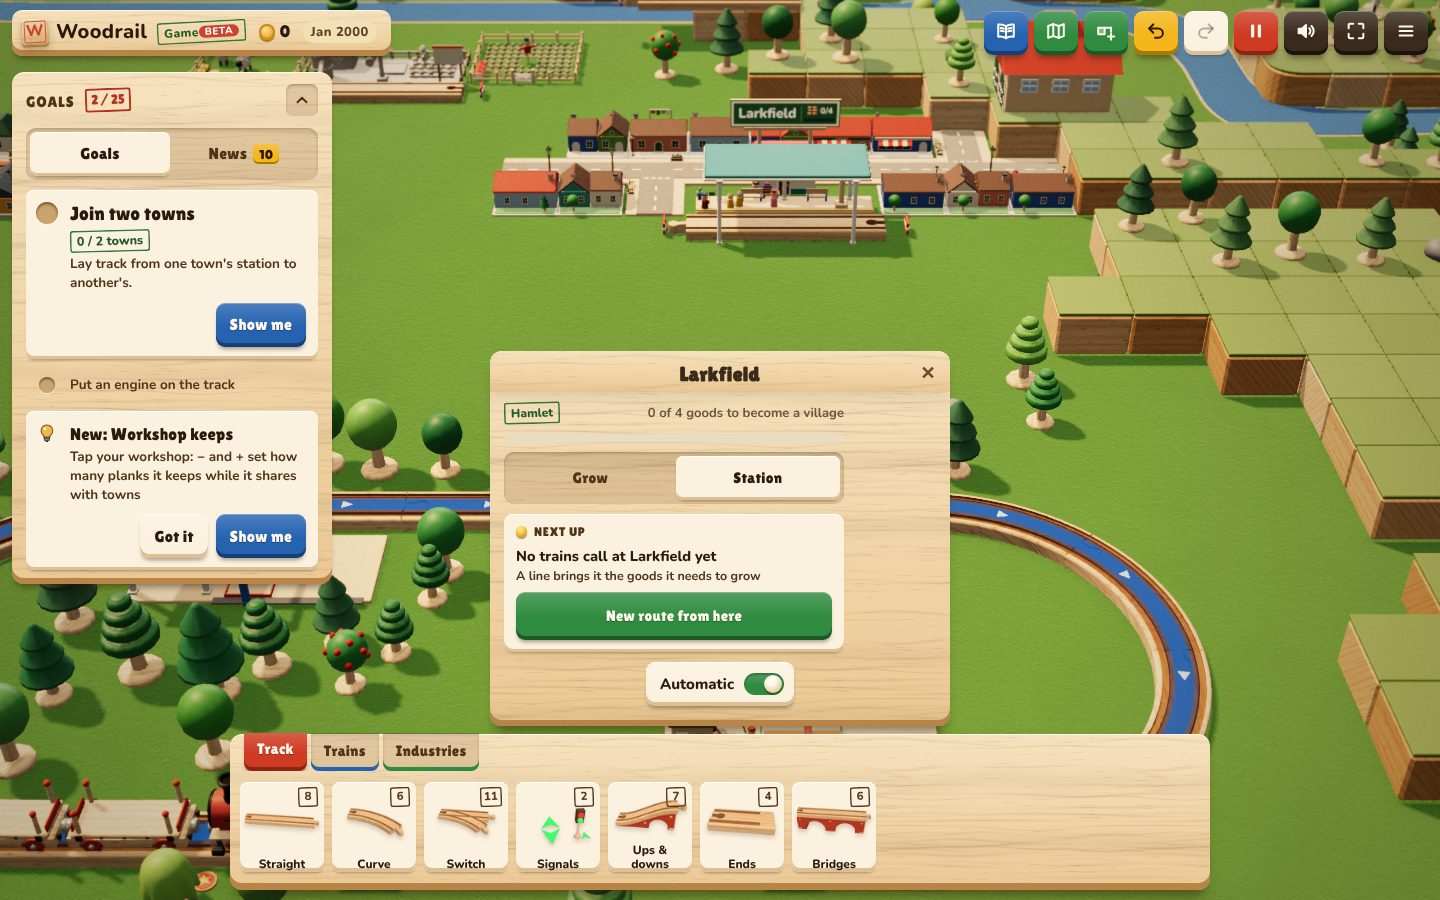 W Woodrail Game BETA 0 Jan 2000
GOALS 2 / 25
Goals News 10
Join two towns
0 / 2 towns
Lay track from one town's station to
another's.
Show me
Put an engine on the track
New: Workshop keeps
Tap your workshop: − and + set how
many planks it keeps while it shares
with towns
Got it Show me
Larkfield 0/4
Larkfield
Hamlet 0 of 4 goods to become a village
Grow Station
NEXT UP
No trains call at Larkfield yet
A line brings it the goods it needs to grow
New route from here
Automatic
Track Trains Industries
8 6 11 2 7 4 6
Straight Curve Switch Signals Ups &
downs Ends Bridges